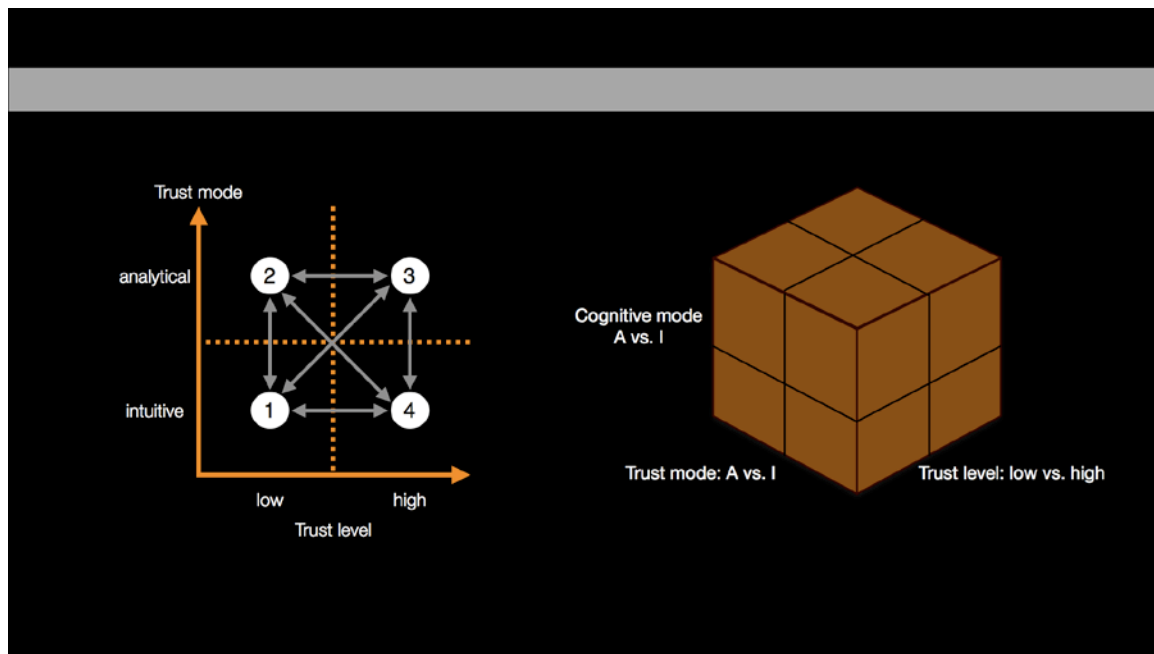 Trust mode
analytical
2
3
intuitive
1
4
low
high
Trust level
Cognitive mode
A vs. I
Trust mode: A vs. I
Trust level: low vs. high